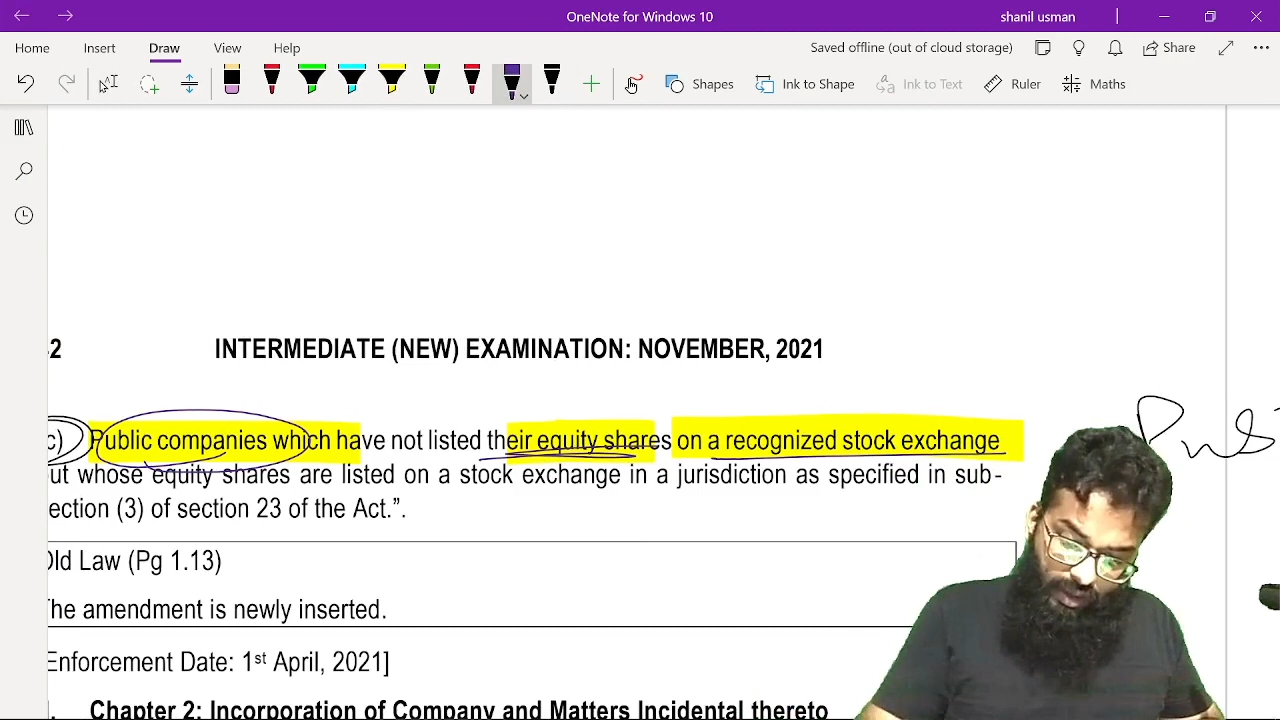 OneNote for Windows 10
shanil usman
Home Insert Draw View Help
Saved offline (out of cloud storage)
Share
Shapes
Ink to Shape
Ink to Text
Ruler
Maths
INTERMEDIATE (NEW) EXAMINATION: NOVEMBER, 2021
c) Public companies which have not listed their equity shares on a recognized stock exchange
ut whose equity shares are listed on a stock exchange in a jurisdiction as specified in sub-
ection (3) of section 23 of the Act.”.
Old Law (Pg 1.13)
The amendment is newly inserted.
Enforcement Date: 1st April, 2021]
Chapter 2: Incorporation of Company and Matters Incidental thereto